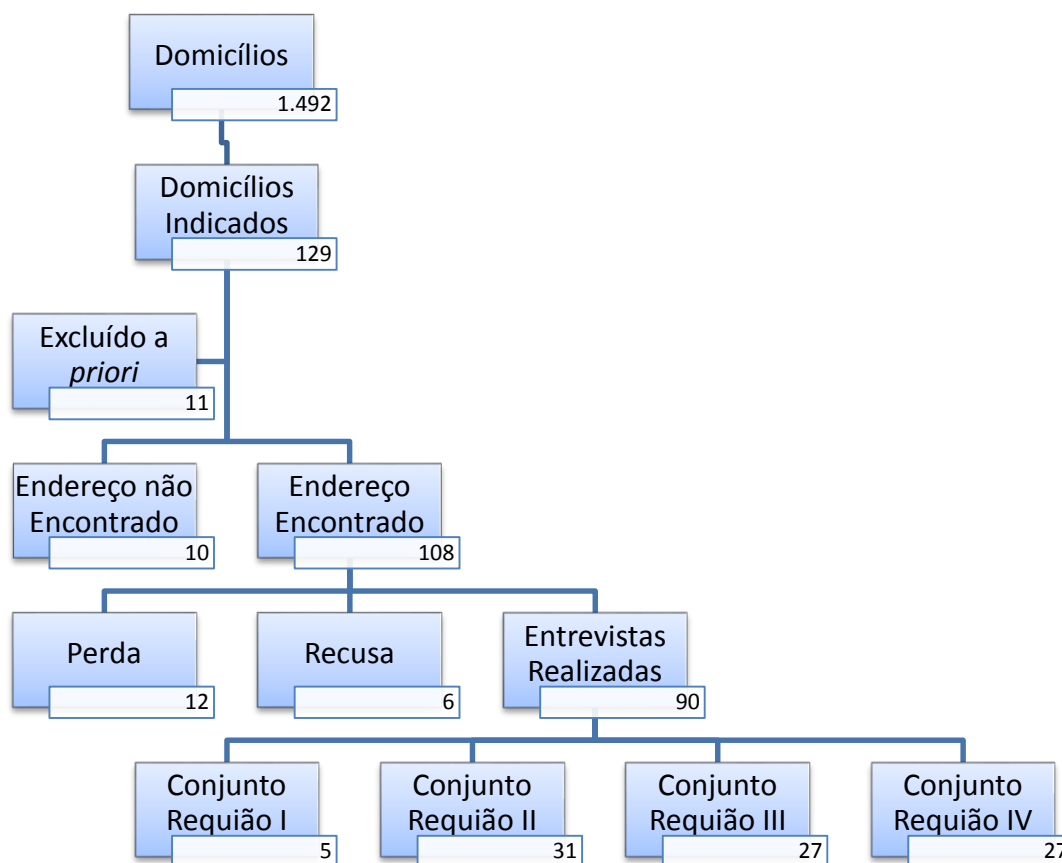 Domicílios
1.492
Domicílios
Indicados
129
Excluído a
priori
11
Endereço não
Encontrado
10
Endereço
Encontrado
108
Perda
12
Recusa
6
Entrevistas
Realizadas
90
Conjunto
Requião I
5
Conjunto
Requião II
31
Conjunto
Requião III
27
Conjunto
Requião IV
27